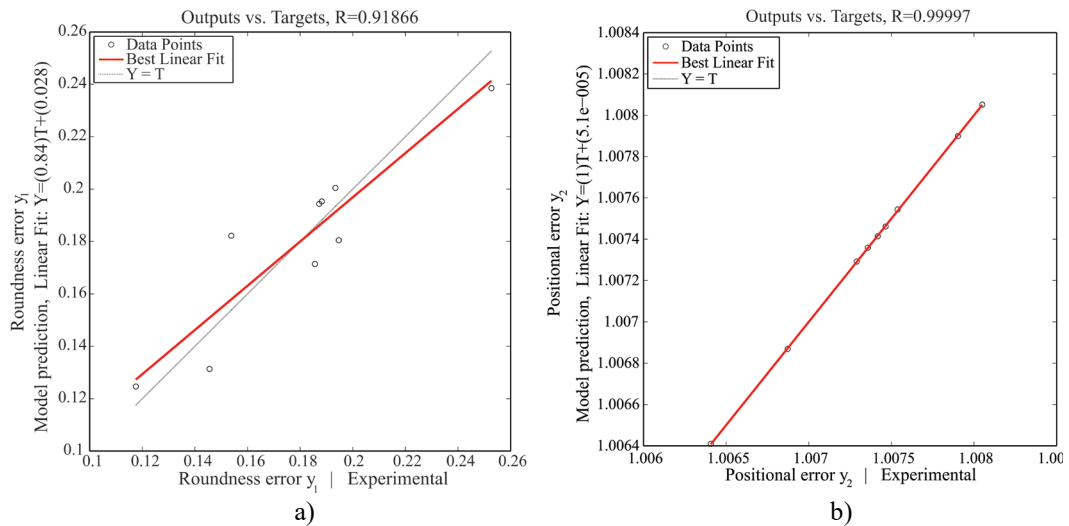 Outputs vs. Targets, R=0.91866
Data Points
Best Linear Fit
Y = T
Roundness error y1
Model prediction, Linear Fit: Y=(0.84)T+(0.028)
0.26
0.24
0.22
0.2
0.18
0.16
0.14
0.12
0.1
0.1 0.12 0.14 0.16 0.18 0.2 0.22 0.24 0.26
Roundness error y1 | Experimental
a)
Outputs vs. Targets, R=0.99997
Data Points
Best Linear Fit
Y = T
Positional error y2
Model prediction, Linear Fit: Y=(1)T+(5.1e−005)
1.0084
1.0082
1.008
1.0078
1.0076
1.0074
1.0072
1.007
1.0068
1.0066
1.0064
1.006 1.0065 1.007 1.0075 1.008 1.00
Positional error y2 | Experimental
b)